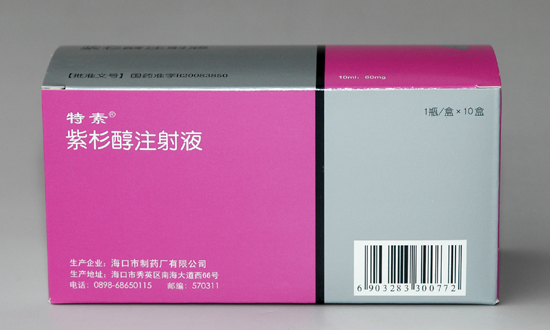 紫杉醇注射液
【批准文号】国药准字H20083850
10ml：60mg
特素®
紫杉醇注射液
1瓶/盒×10盒
生产企业：海口市制药厂有限公司
生产地址：海口市秀英区南海大道西66号
电话：0898-68650115 邮编：570311
6 903283 300772